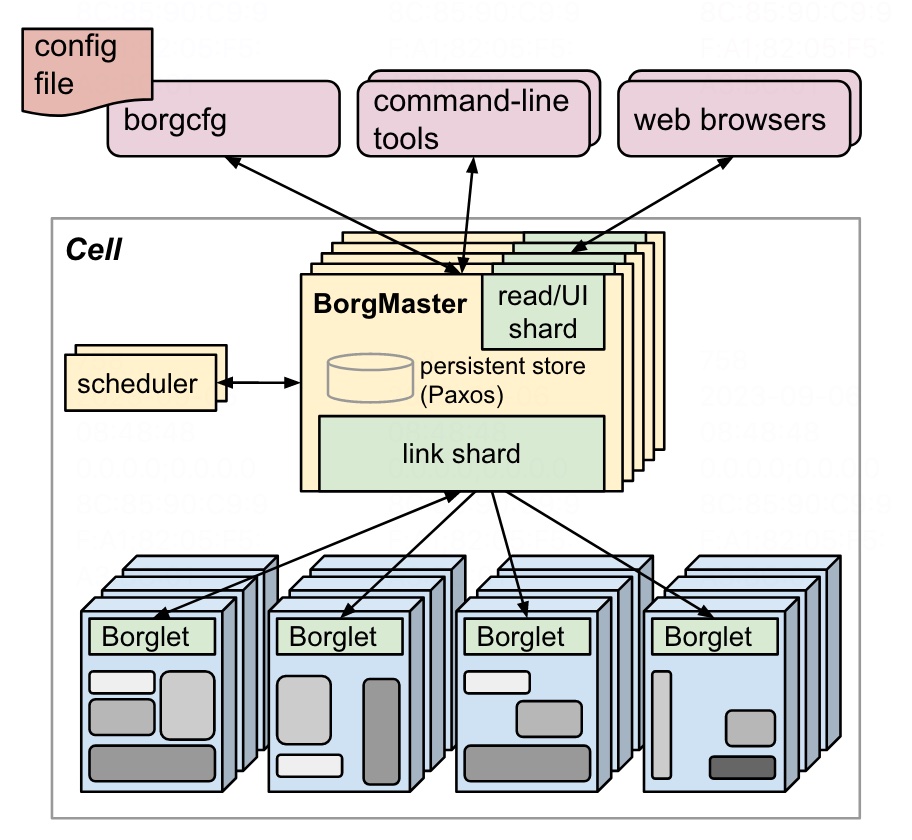 config
file
borgcfg
command-line
tools
web browsers
Cell
BorgMaster
read/UI
shard
persistent store
(Paxos)
scheduler
link shard
Borglet
Borglet
Borglet
Borglet